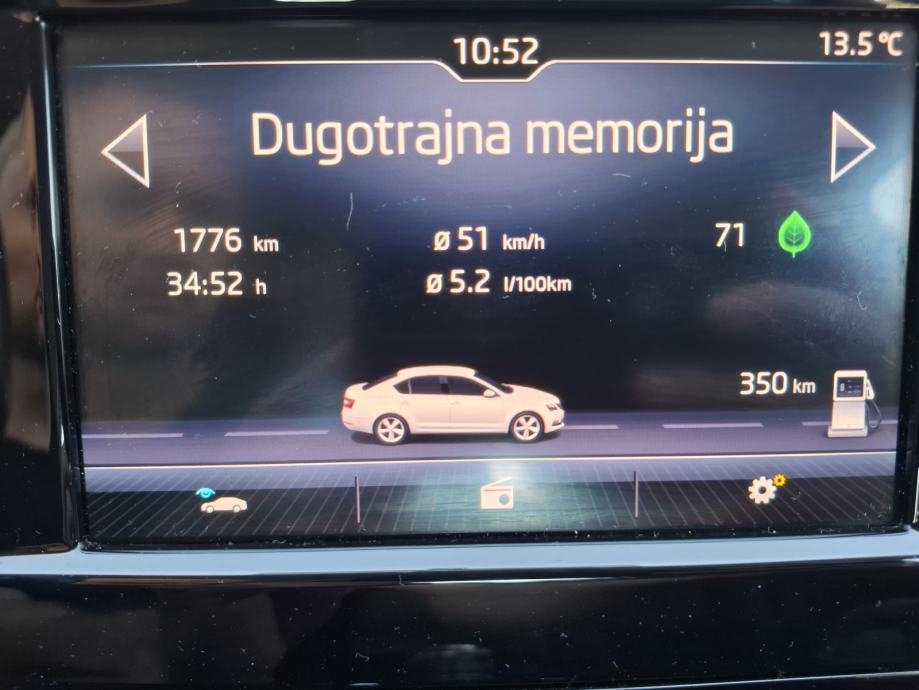 10:52
13.5 °C
Dugotrajna memorija
1776 km
ø 51 km/h
71
34:52 h
ø 5.2 l/100km
350 km